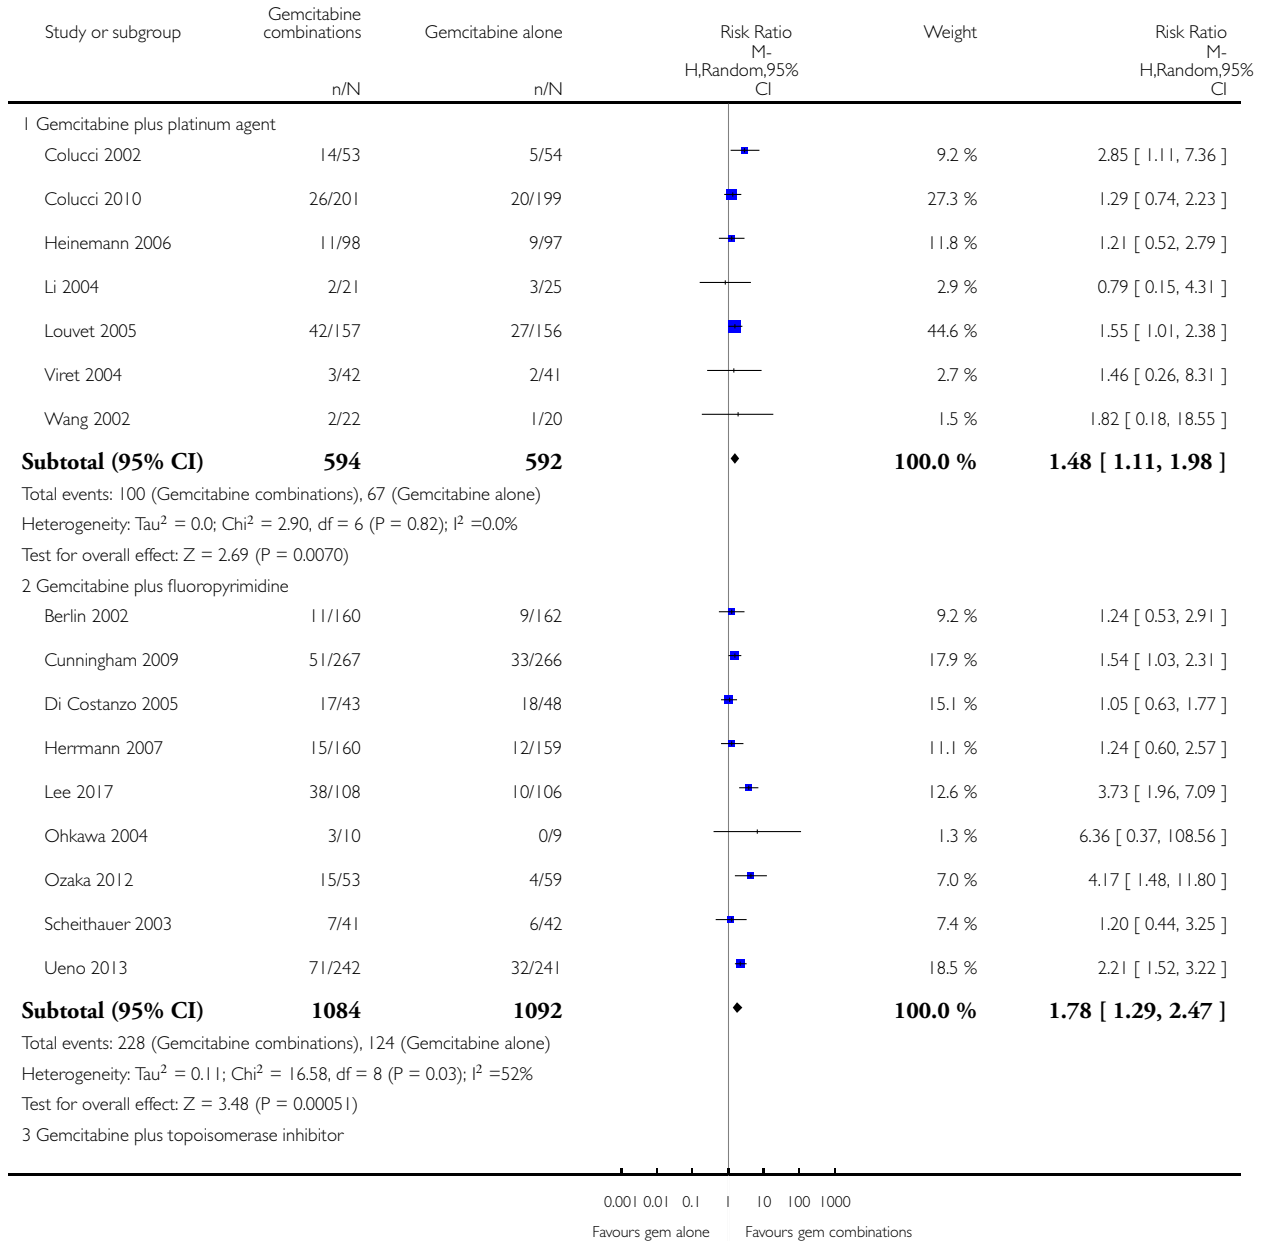 Study or subgroup Gemcitabine combinations Gemcitabine alone Risk Ratio Weight Risk Ratio
M-H,Random,95% CI M-H,Random,95% CI
n/N n/N
1 Gemcitabine plus platinum agent
Colucci 2002 14/53 5/54 9.2 % 2.85 [ 1.11, 7.36 ]
Colucci 2010 26/201 20/199 27.3 % 1.29 [ 0.74, 2.23 ]
Heinemann 2006 11/98 9/97 11.8 % 1.21 [ 0.52, 2.79 ]
Li 2004 2/21 3/25 2.9 % 0.79 [ 0.15, 4.31 ]
Louvet 2005 42/157 27/156 44.6 % 1.55 [ 1.01, 2.38 ]
Viret 2004 3/42 2/41 2.7 % 1.46 [ 0.26, 8.31 ]
Wang 2002 2/22 1/20 1.5 % 1.82 [ 0.18, 18.55 ]
Subtotal (95% CI) 594 592 100.0 % 1.48 [ 1.11, 1.98 ]
Total events: 100 (Gemcitabine combinations), 67 (Gemcitabine alone)
Heterogeneity: Tau² = 0.0; Chi² = 2.90, df = 6 (P = 0.82); I² =0.0%
Test for overall effect: Z = 2.69 (P = 0.0070)
2 Gemcitabine plus fluoropyrimidine
Berlin 2002 11/160 9/162 9.2 % 1.24 [ 0.53, 2.91 ]
Cunningham 2009 51/267 33/266 17.9 % 1.54 [ 1.03, 2.31 ]
Di Costanzo 2005 17/43 18/48 15.1 % 1.05 [ 0.63, 1.77 ]
Herrmann 2007 15/160 12/159 11.1 % 1.24 [ 0.60, 2.57 ]
Lee 2017 38/108 10/106 12.6 % 3.73 [ 1.96, 7.09 ]
Ohkawa 2004 3/10 0/9 1.3 % 6.36 [ 0.37, 108.56 ]
Ozaka 2012 15/53 4/59 7.0 % 4.17 [ 1.48, 11.80 ]
Scheithauer 2003 7/41 6/42 7.4 % 1.20 [ 0.44, 3.25 ]
Ueno 2013 71/242 32/241 18.5 % 2.21 [ 1.52, 3.22 ]
Subtotal (95% CI) 1084 1092 100.0 % 1.78 [ 1.29, 2.47 ]
Total events: 228 (Gemcitabine combinations), 124 (Gemcitabine alone)
Heterogeneity: Tau² = 0.11; Chi² = 16.58, df = 8 (P = 0.03); I² =52%
Test for overall effect: Z = 3.48 (P = 0.00051)
3 Gemcitabine plus topoisomerase inhibitor
0.001 0.01 0.1 1 10 100 1000
Favours gem alone Favours gem combinations